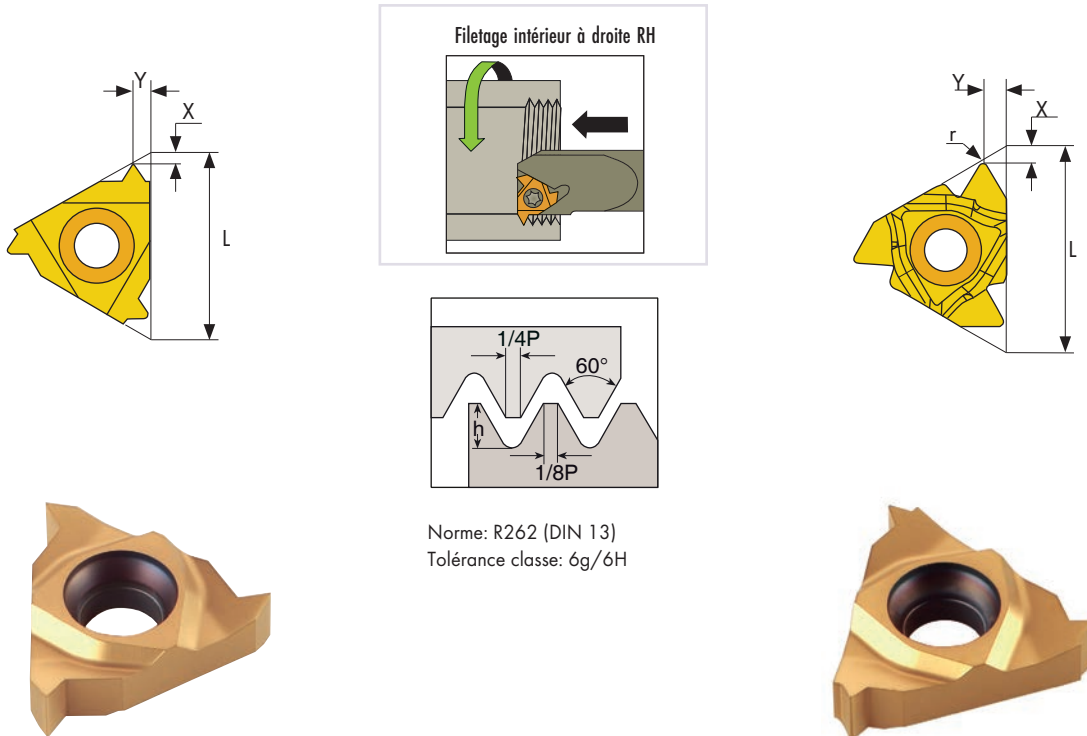 Filetage intérieur à droite RH
Y
X
L
Y
X
r
L
1/4P
60°
h
1/8P
Norme: R262 (DIN 13)
Tolérance classe: 6g/6H